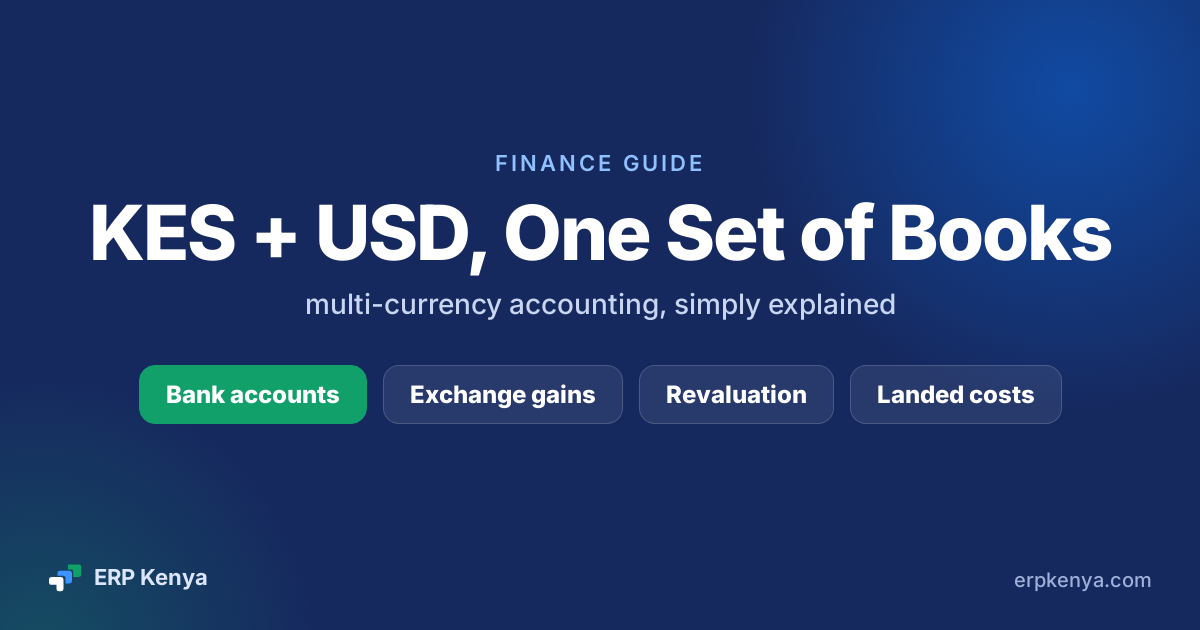 FINANCE GUIDE
KES + USD, One Set of Books
multi-currency accounting, simply explained
Bank accounts Exchange gains Revaluation Landed costs
ERP Kenya erpkenya.com